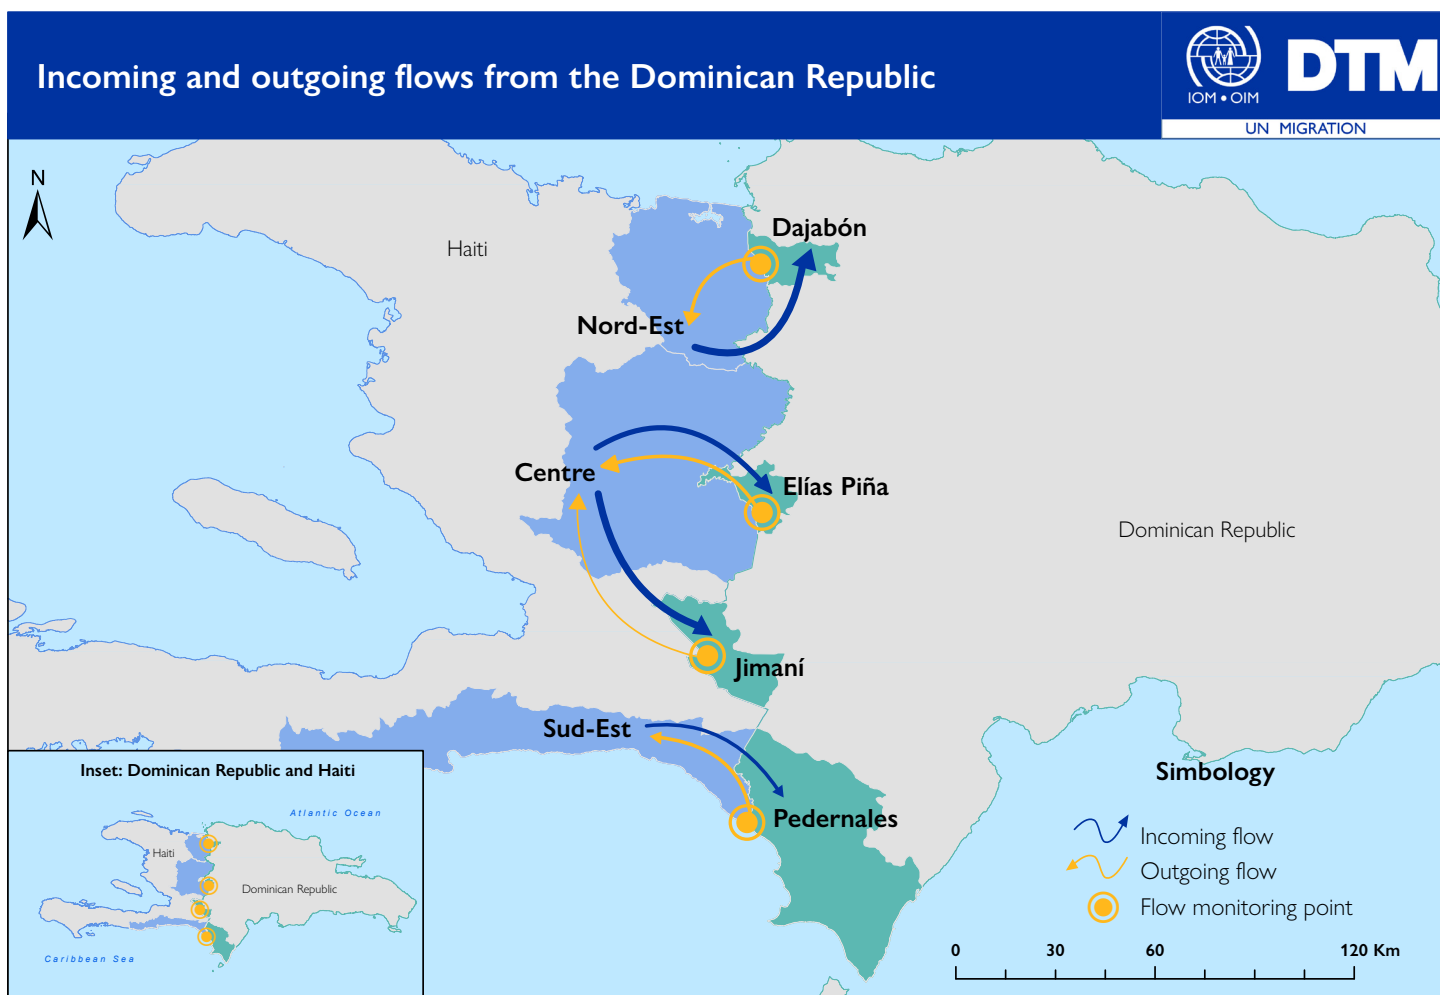 Incoming and outgoing flows from the Dominican Republic
IOM • OIM
DTM
UN MIGRATION
N
Haiti
Dajabón
Nord-Est
Centre
Elías Piña
Dominican Republic
Jimaní
Sud-Est
Pedernales
Inset: Dominican Republic and Haiti
Atlantic Ocean
Haiti
Dominican Republic
Caribbean Sea
Simbology
Incoming flow
Outgoing flow
Flow monitoring point
0 30 60 120 Km